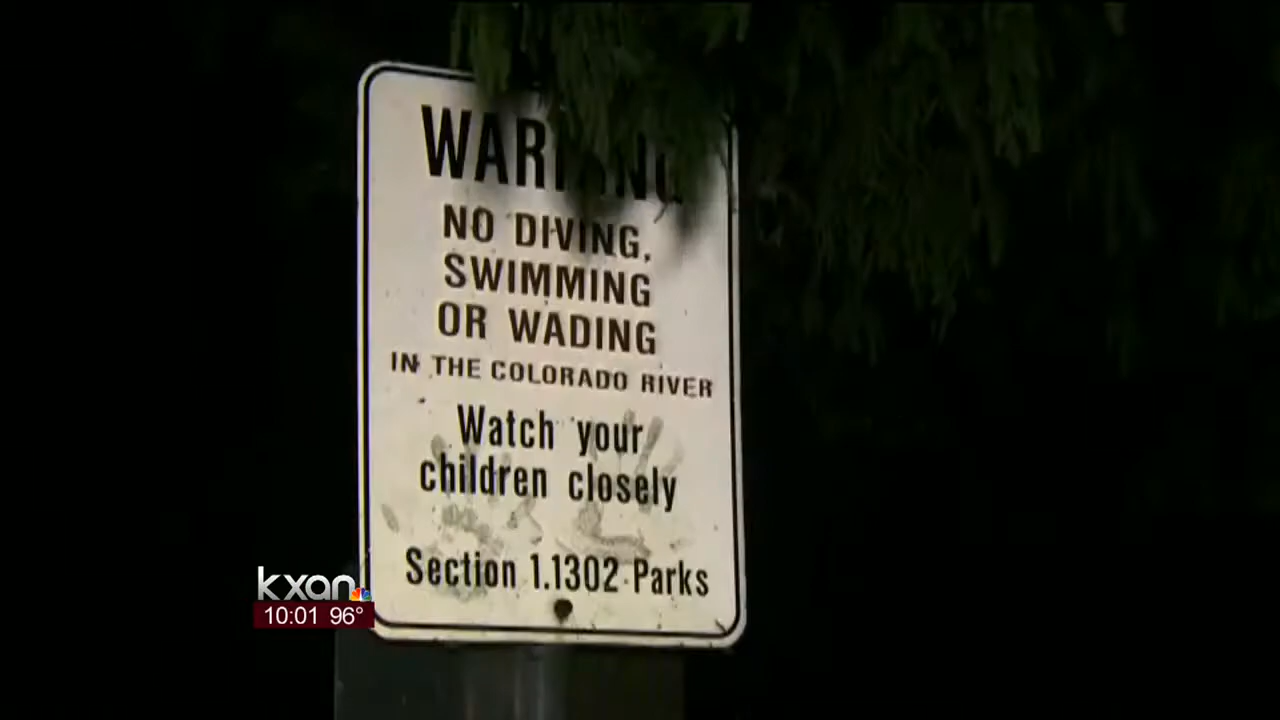 WARNING
NO DIVING,
SWIMMING
OR WADING
IN THE COLORADO RIVER
Watch your
children closely
Section 1.1302 Parks
kxan
10:01 96°